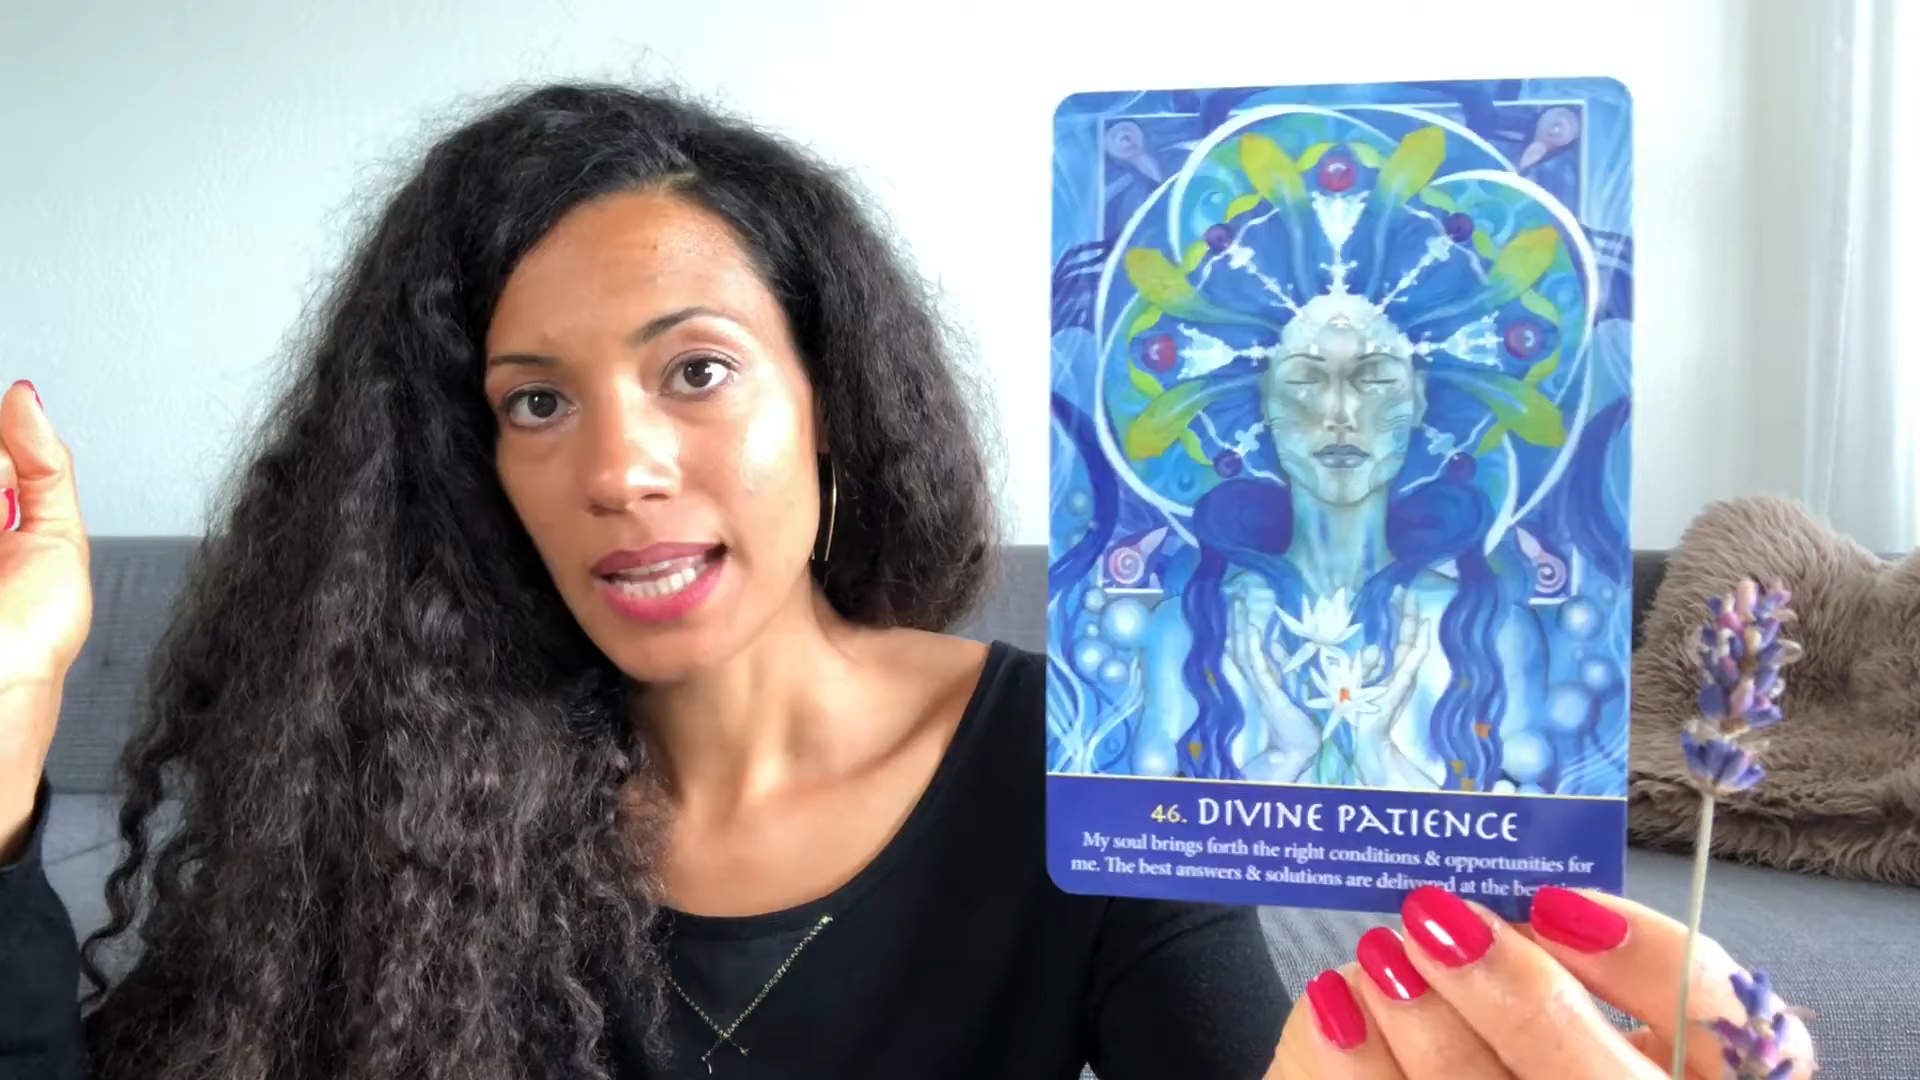 46. DIVINE PATIENCE
My soul brings forth the right conditions & opportunities for
me. The best answers & solutions are delivered at the